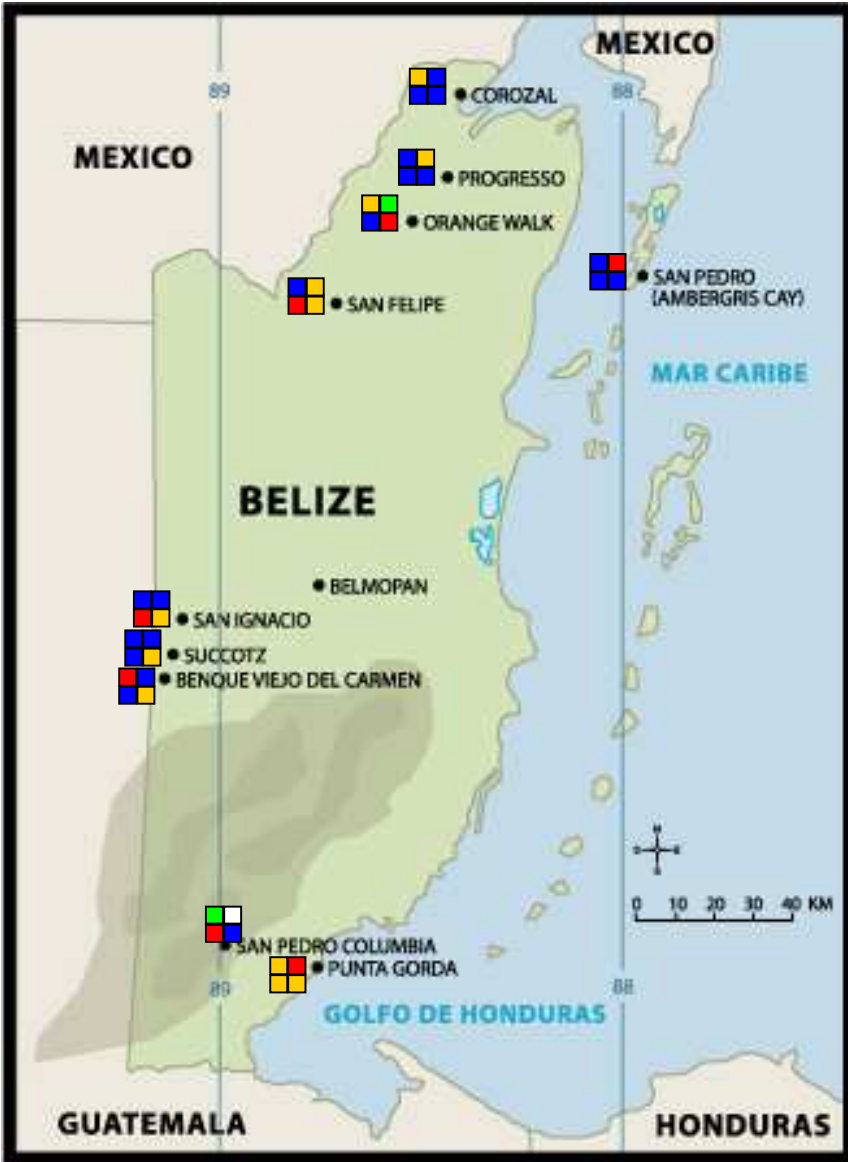 MEXICO
89
88
COROZAL
MEXICO
PROGRESSO
ORANGE WALK
SAN PEDRO
(AMBERGRIS CAY)
SAN FELIPE
MAR CARIBE
BELIZE
BELMOPAN
SAN IGNACIO
SUCCOTZ
BENQUE VIEJO DEL CARMEN
0 10 20 30 40 KM
SAN PEDRO COLUMBIA
PUNTA GORDA
89
88
GOLFO DE HONDURAS
GUATEMALA
HONDURAS